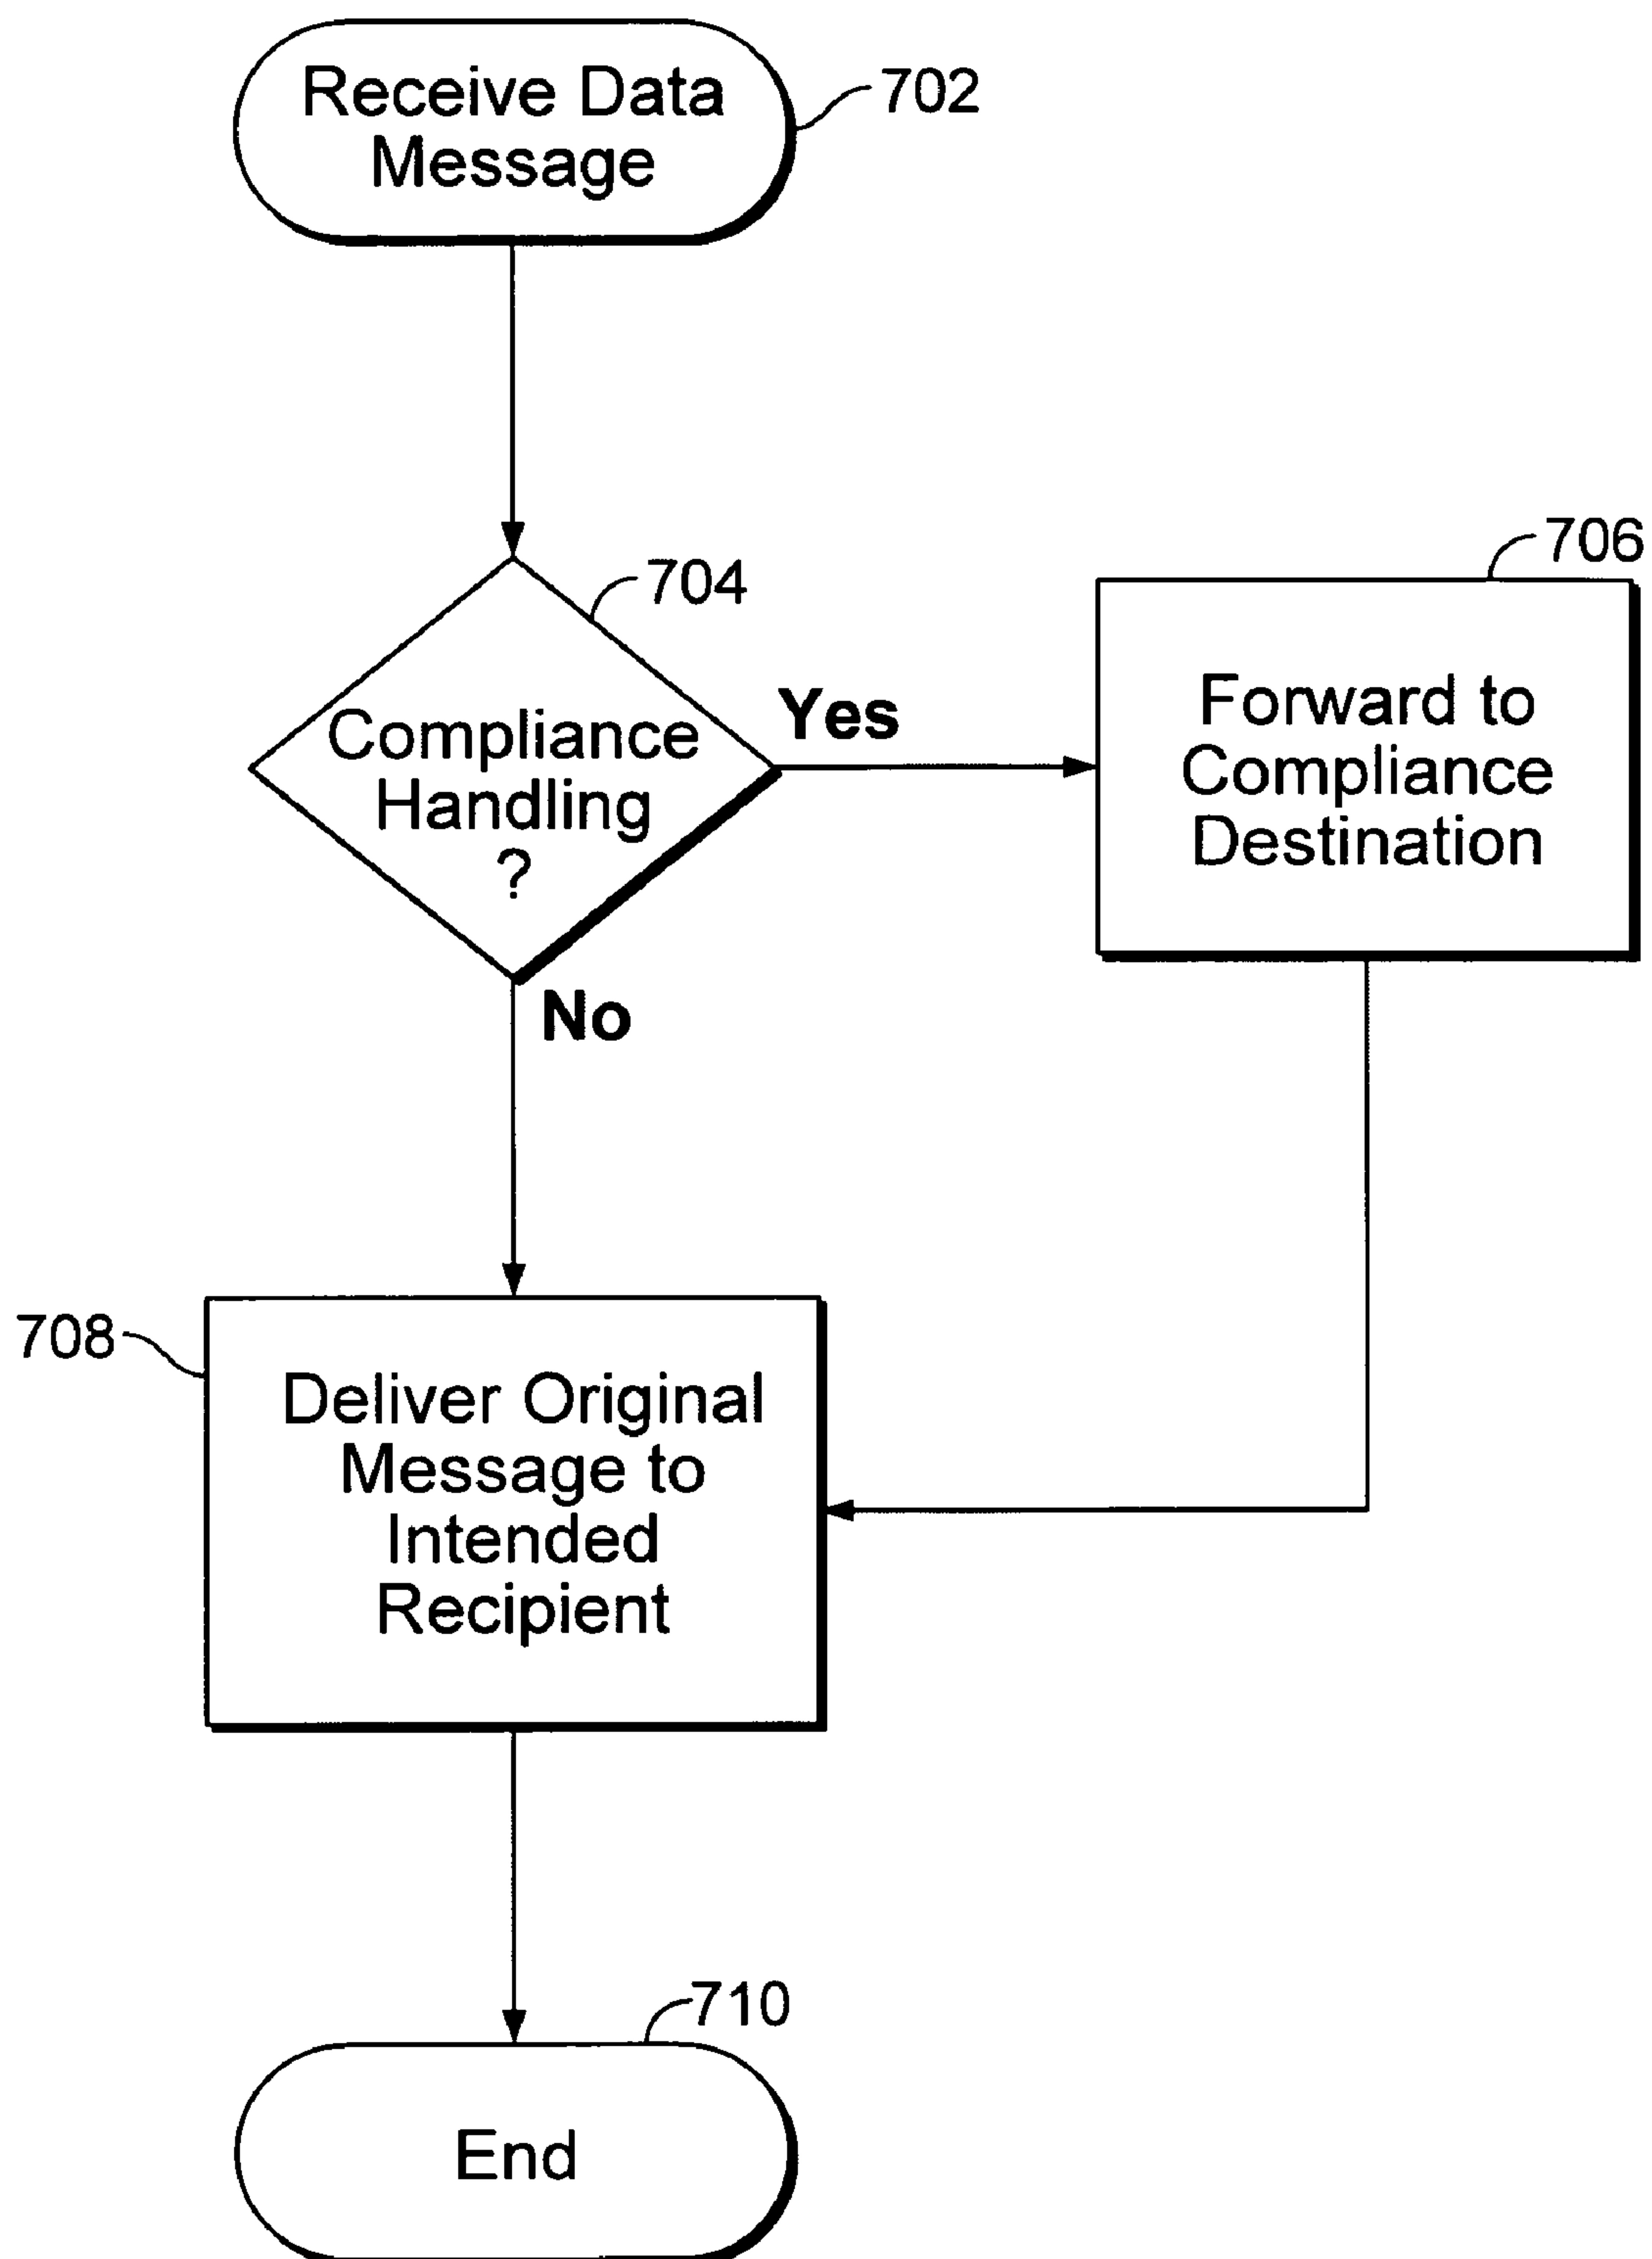 Receive Data
Message
702
704
Compliance
Handling
?
Yes
706
Forward to
Compliance
Destination
No
708
Deliver Original
Message to
Intended
Recipient
710
End